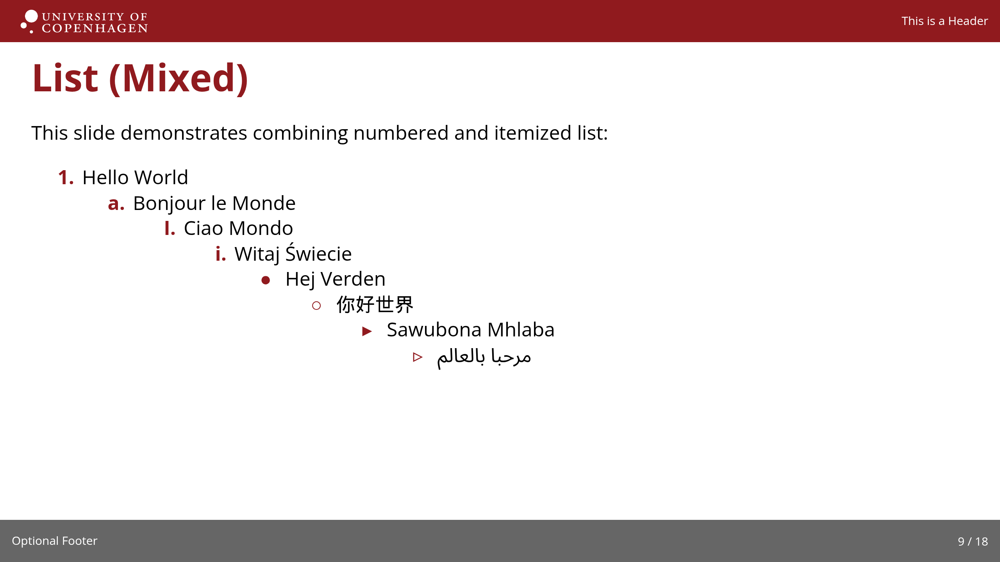 UNIVERSITY OF
COPENHAGEN
This is a Header
List (Mixed)
This slide demonstrates combining numbered and itemized list:
1. Hello World
a. Bonjour le Monde
I. Ciao Mondo
i. Witaj Świecie
● Hej Verden
○ 你好世界
▶ Sawubona Mhlaba
▷ مرحبا بالعالم
Optional Footer
9 / 18